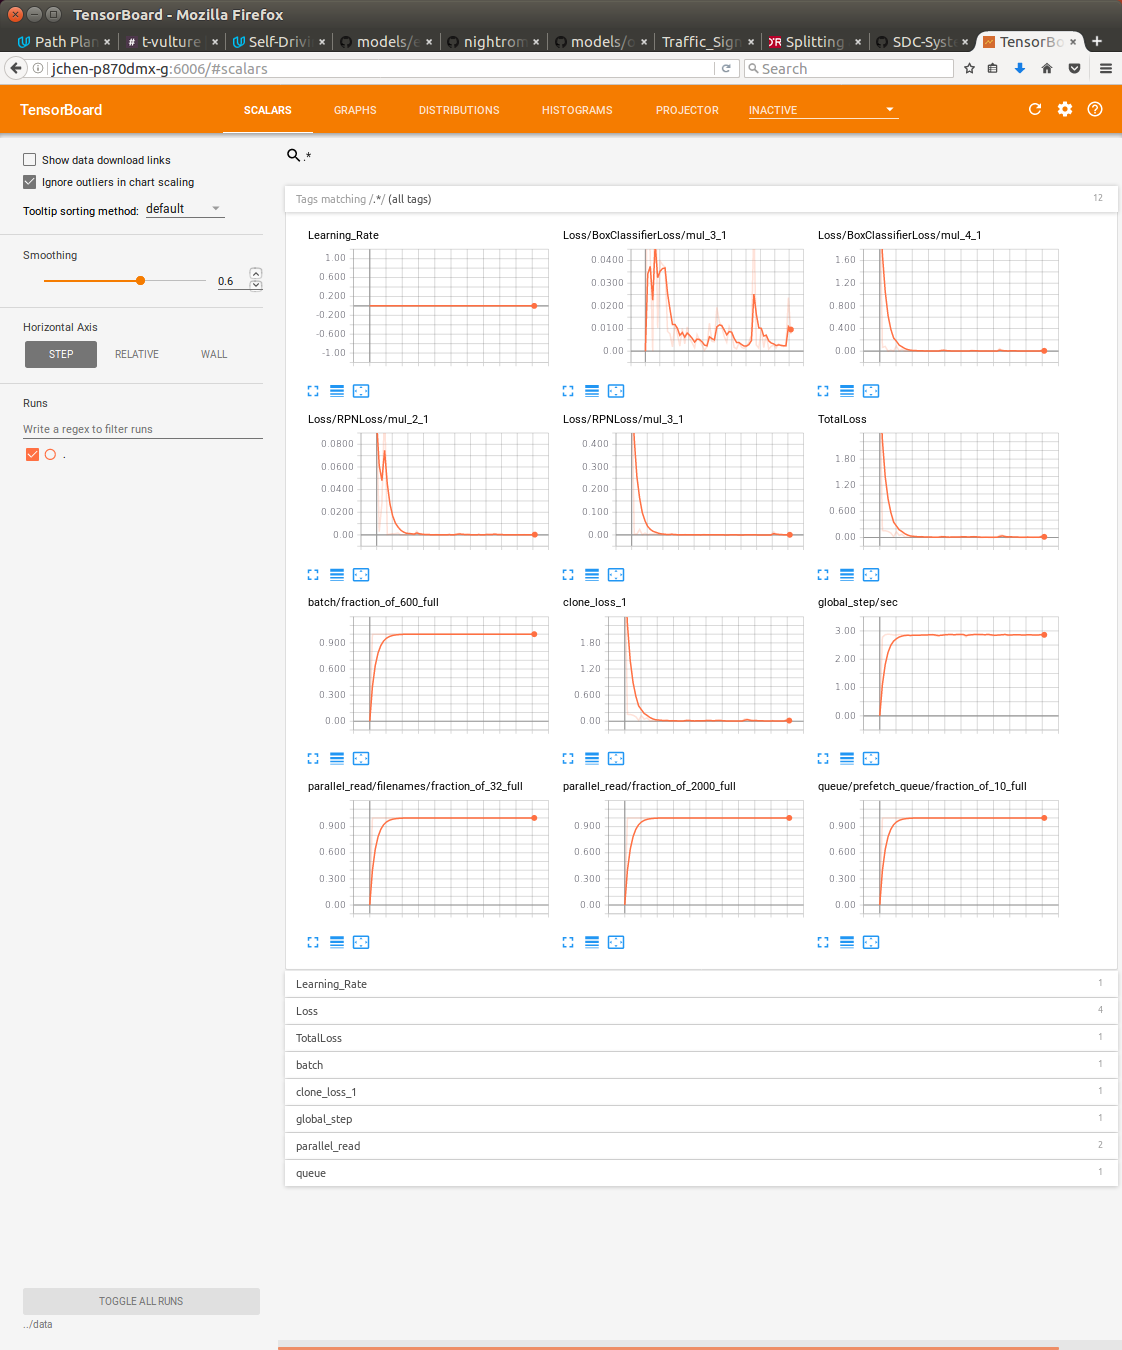 TensorBoard - Mozilla Firefox
Path Plan t-vulture Self-Drivi models/e nightrom models/o Traffic_Sign Splitting SDC-Syst TensorBo
jchen-p870dmx-g:6006/#scalars Search
TensorBoard SCALARS GRAPHS DISTRIBUTIONS HISTOGRAMS PROJECTOR INACTIVE
Show data download links
Ignore outliers in chart scaling
Tooltip sorting method: default
Smoothing
0.6
Horizontal Axis
STEP RELATIVE WALL
Runs
Write a regex to filter runs
.
TOGGLE ALL RUNS
../data
.*
Tags matching /.*/ (all tags) 12
Learning_Rate
1.00
0.600
0.200
-0.200
-0.600
-1.00
Loss/BoxClassifierLoss/mul_3_1
0.0400
0.0300
0.0200
0.0100
0.00
Loss/BoxClassifierLoss/mul_4_1
1.60
1.20
0.800
0.400
0.00
Loss/RPNLoss/mul_2_1
0.0800
0.0600
0.0400
0.0200
0.00
Loss/RPNLoss/mul_3_1
0.400
0.300
0.200
0.100
0.00
TotalLoss
1.80
1.20
0.600
0.00
batch/fraction_of_600_full
0.900
0.600
0.300
0.00
clone_loss_1
1.80
1.20
0.600
0.00
global_step/sec
3.00
2.00
1.00
0.00
parallel_read/filenames/fraction_of_32_full
0.900
0.600
0.300
0.00
parallel_read/fraction_of_2000_full
0.900
0.600
0.300
0.00
queue/prefetch_queue/fraction_of_10_full
0.900
0.600
0.300
0.00
Learning_Rate 1
Loss 4
TotalLoss 1
batch 1
clone_loss_1 1
global_step 1
parallel_read 2
queue 1